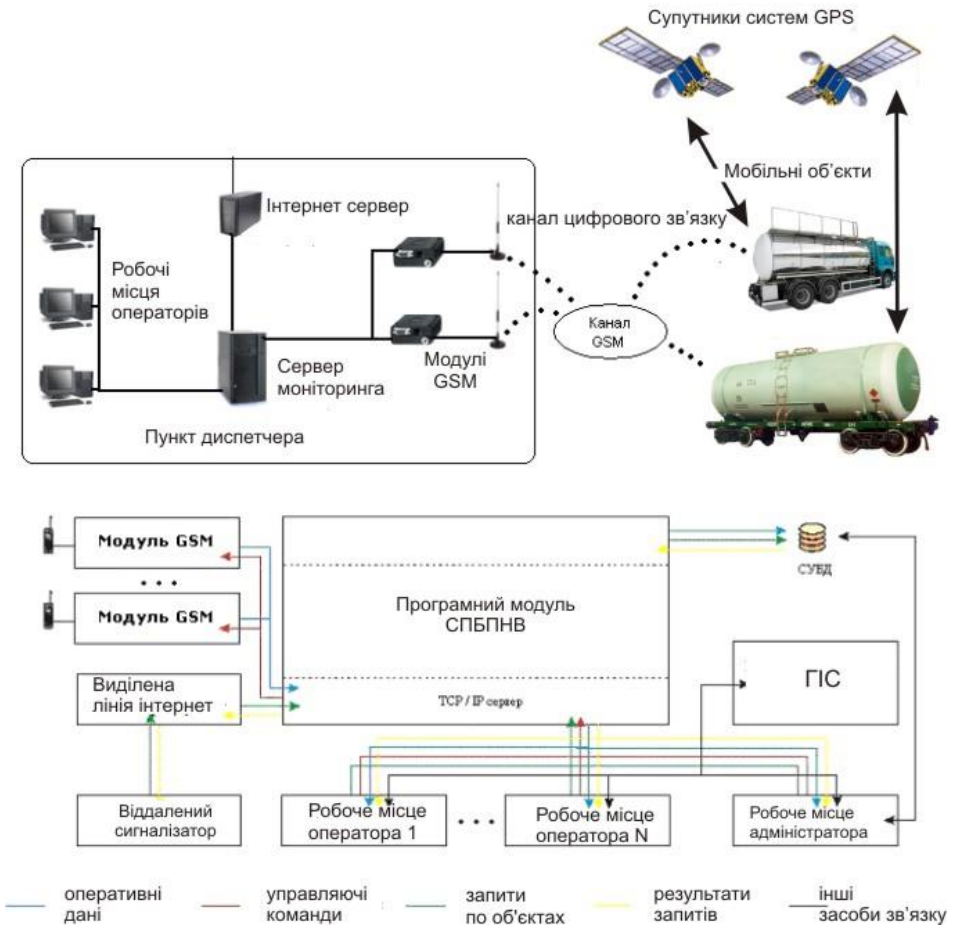 Супутники систем GPS
Мобільні об'єкти
Інтернет сервер
канал цифрового зв'язку
Робочі
місця
операторів
Канал
GSM
Сервер
моніторинга
Модулі
GSM
Пункт диспетчера
Модуль GSM
• • •
Модуль GSM
СУБД
Програмний модуль
СПБПНВ
Виділена
лінія інтернет
TCP / IP сервер
ГІС
Віддалений
сигналізатор
Робоче місце
оператора 1
• • •
Робоче місце
оператора N
Робоче місце
адміністратора
оперативні
дані
управляючі
команди
запити
по об'єктах
результати
запитів
інші
засоби зв'язку